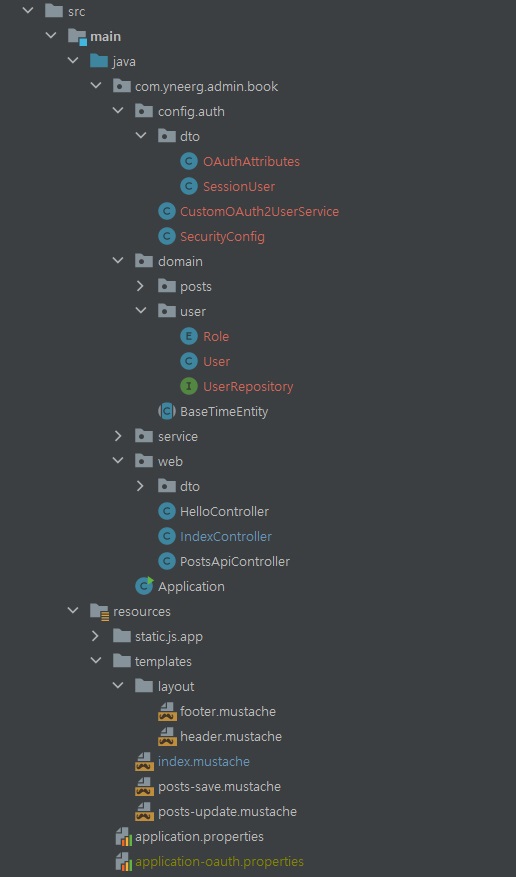 src
main
java
com.yneerg.admin.book
config.auth
dto
C OAuthAttributes
C SessionUser
C CustomOAuth2UserService
C SecurityConfig
domain
posts
user
E Role
C User
I UserRepository
C BaseTimeEntity
service
web
dto
C HelloController
C IndexController
C PostsApiController
C Application
resources
static.js.app
templates
layout
footer.mustache
header.mustache
index.mustache
posts-save.mustache
posts-update.mustache
application.properties
application-oauth.properties